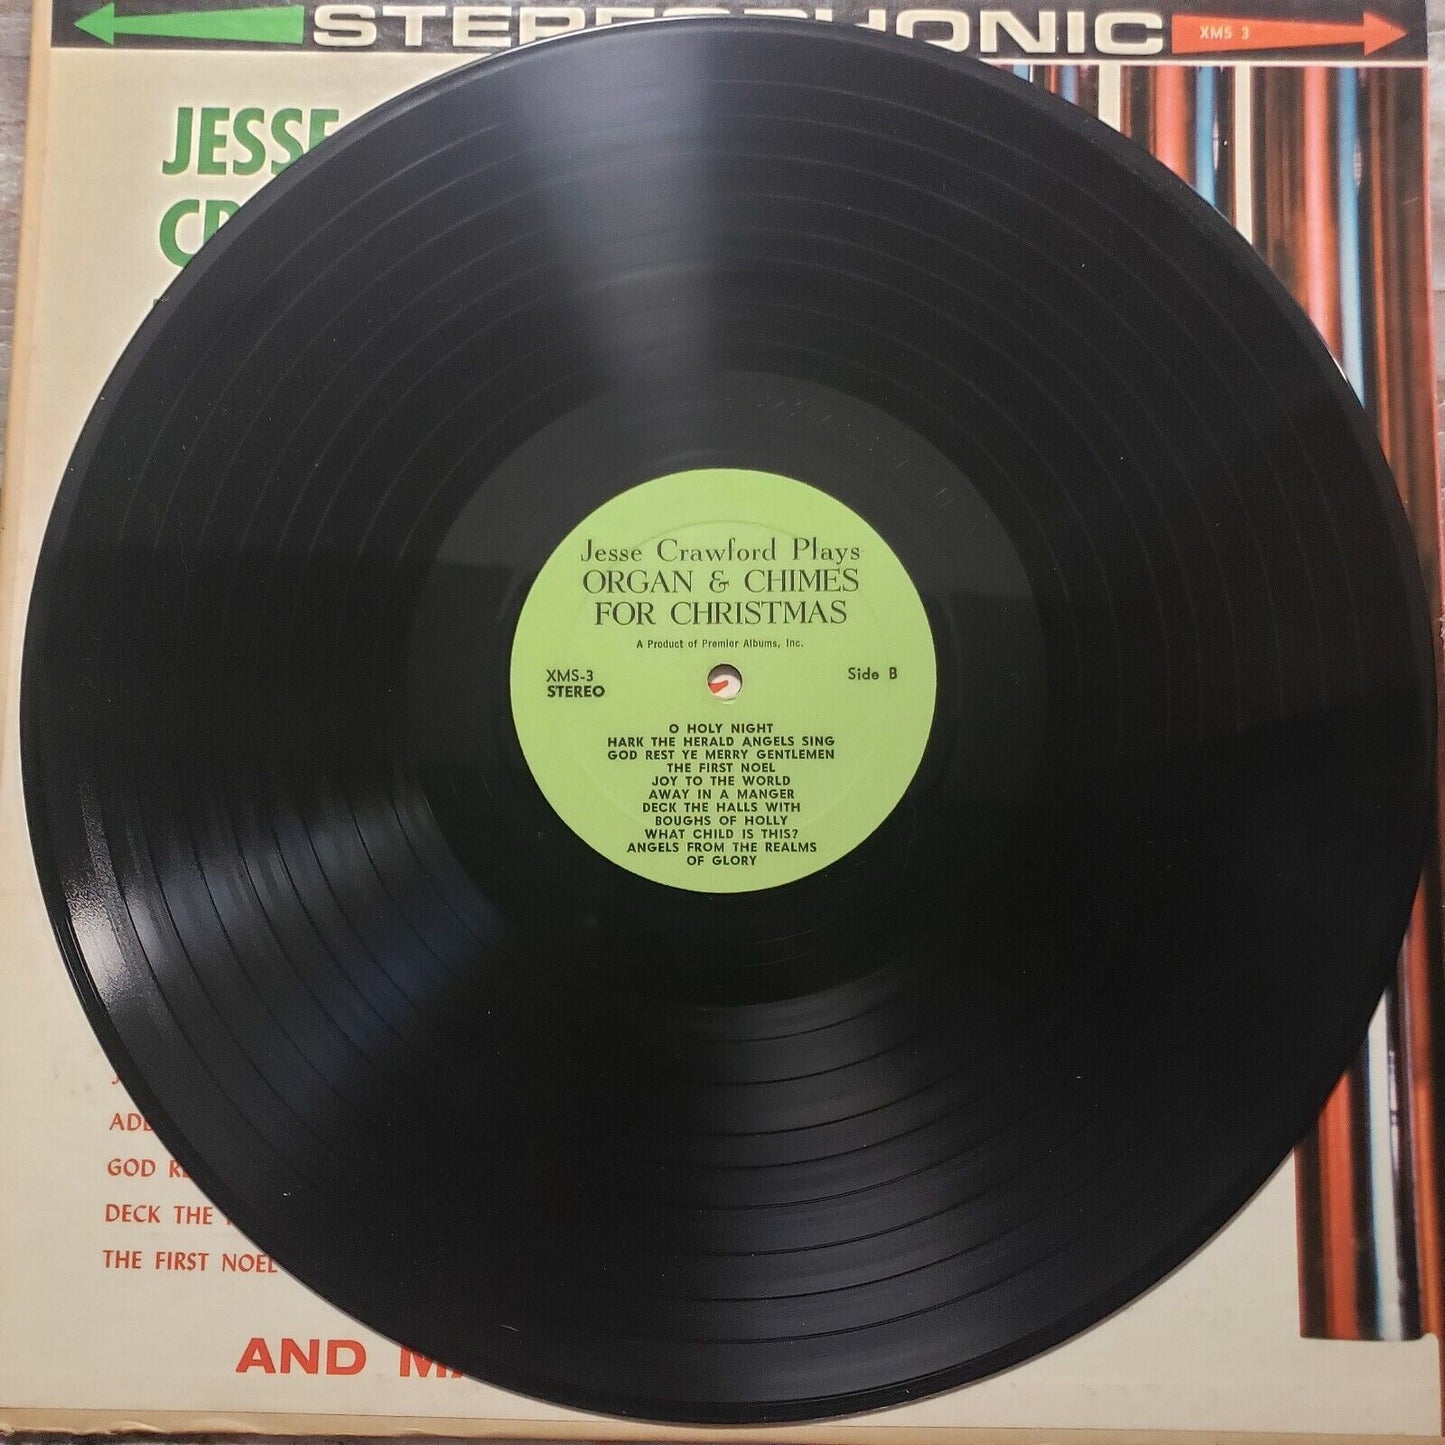 XMS 3
JESSE
Jesse Crawford Plays
ORGAN & CHIMES
FOR CHRISTMAS
A Product of Premier Albums, Inc.
XMS-3 Side B
STEREO
O HOLY NIGHT
HARK THE HERALD ANGELS SING
GOD REST YE MERRY GENTLEMEN
THE FIRST NOEL
JOY TO THE WORLD
AWAY IN A MANGER
DECK THE HALLS WITH
BOUGHS OF HOLLY
WHAT CHILD IS THIS?
ANGELS FROM THE REALMS
OF GLORY
GOD
DECK THE
THE FIRST NOEL
AND